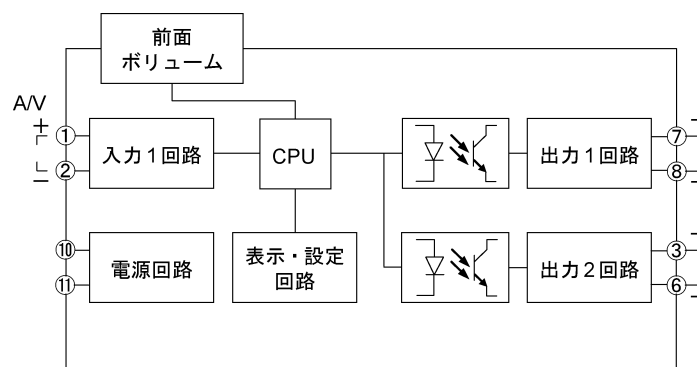 前面
ボリューム
A/V
+
①
②
−
入力1回路
CPU
出力1回路
⑦
⑧
⑩
⑪
電源回路
表示・設定
回路
出力2回路
③
⑥